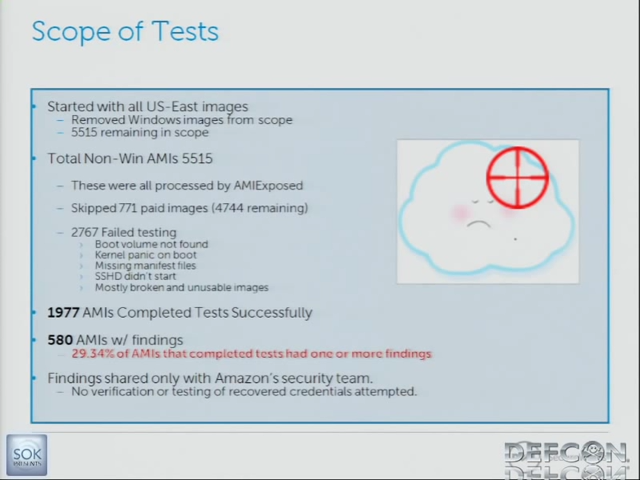 Scope of Tests
Started with all US-East images
– Removed Windows images from scope
– 5515 remaining in scope
Total Non-Win AMIs 5515
– These were all processed by AMIExposed
– Skipped 771 paid images (4744 remaining)
– 2767 Failed testing
› Boot volume not found
› Kernel panic on boot
› Missing manifest files
› SSHD didn't start
› Mostly broken and unusable images
1977 AMIs Completed Tests Successfully
580 AMIs w/ findings
– 29.34% of AMIs that completed tests had one or more findings
Findings shared only with Amazon's security team.
– No verification or testing of recovered credentials attempted.
SOK
PRESENTS
DEFCON